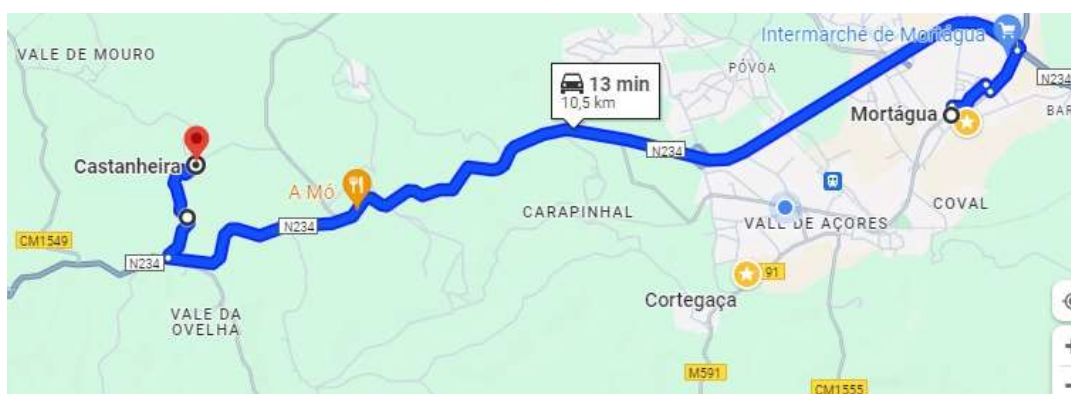 VALE DE MOURO
Intermarché de Mortágua
PÓVOA
N234
13 min
10,5 km
Mortágua
Castanheira
A Mó
N234
CARAPINHAL
VALE DE AÇORES
COVAL
CM1549
N234
N234
VALE DA
OVELHA
91
Cortegaça
M591
CM1555